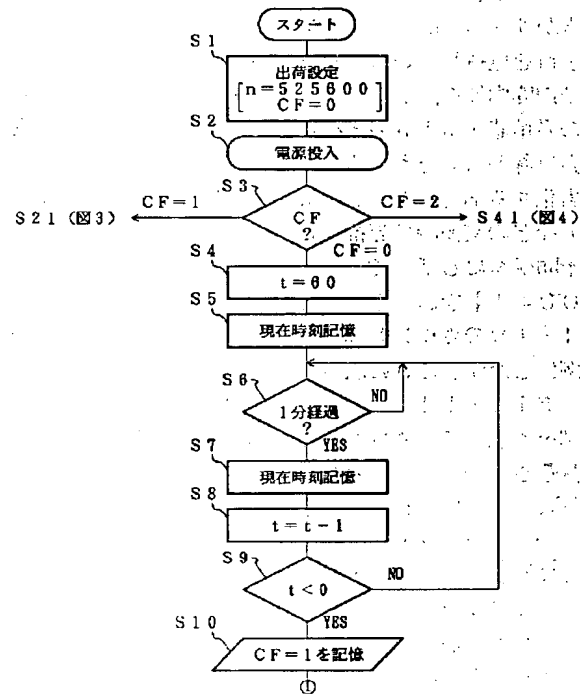 スタート
S1
出荷設定
n=525600
CF=0
S2
電源投入
S3
CF=1
CF=2
S21(図3)
CF
?
S41(図4)
CF=0
S4
t=60
S5
現在時刻記憶
S6
1分経過
?
NO
YES
S7
現在時刻記憶
S8
t=t-1
S9
t<0
NO
YES
S10
CF=1を記憶
①